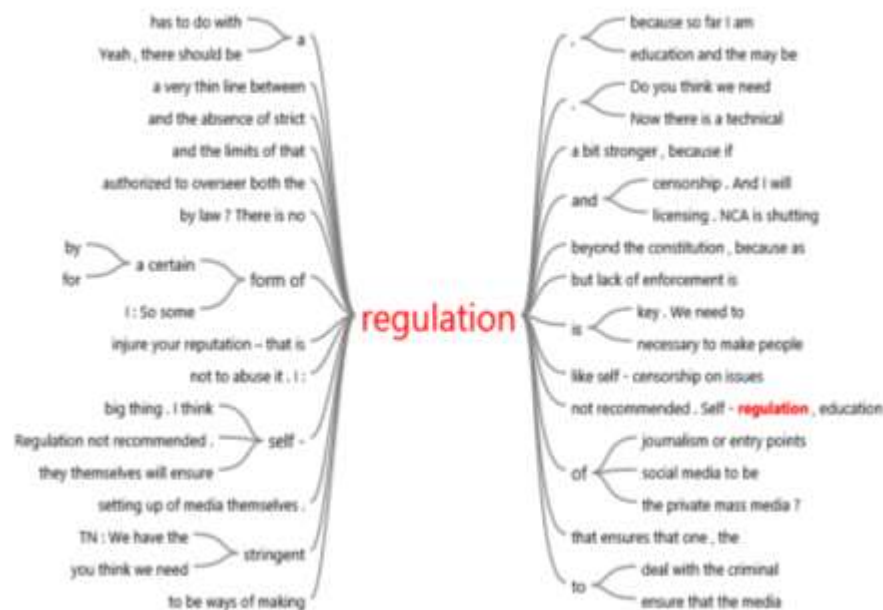 has to do with
Yeah , there should be
a
a very thin line between
and the absence of strict
and the limits of that
authorized to overseer both the
by law ? There is no
by
for
a certain
form of
I : So some
injure your reputation – that is
not to abuse it . I :
big thing . I think
Regulation not recommended .
self -
they themselves will ensure
setting up of media themselves .
TN : We have the
stringent
you think we need
to be ways of making
regulation
because so far I am
,
education and the may be
Do you think we need
Now there is a technical
a bit stronger , because if
censorship . And I will
and
licensing . NCA is shutting
beyond the constitution , because as
but lack of enforcement is
key . We need to
is
necessary to make people
like self - censorship on issues
not recommended . Self - regulation , education
journalism or entry points
of
social media to be
the private mass media ?
that ensures that one , the
deal with the criminal
to
ensure that the media